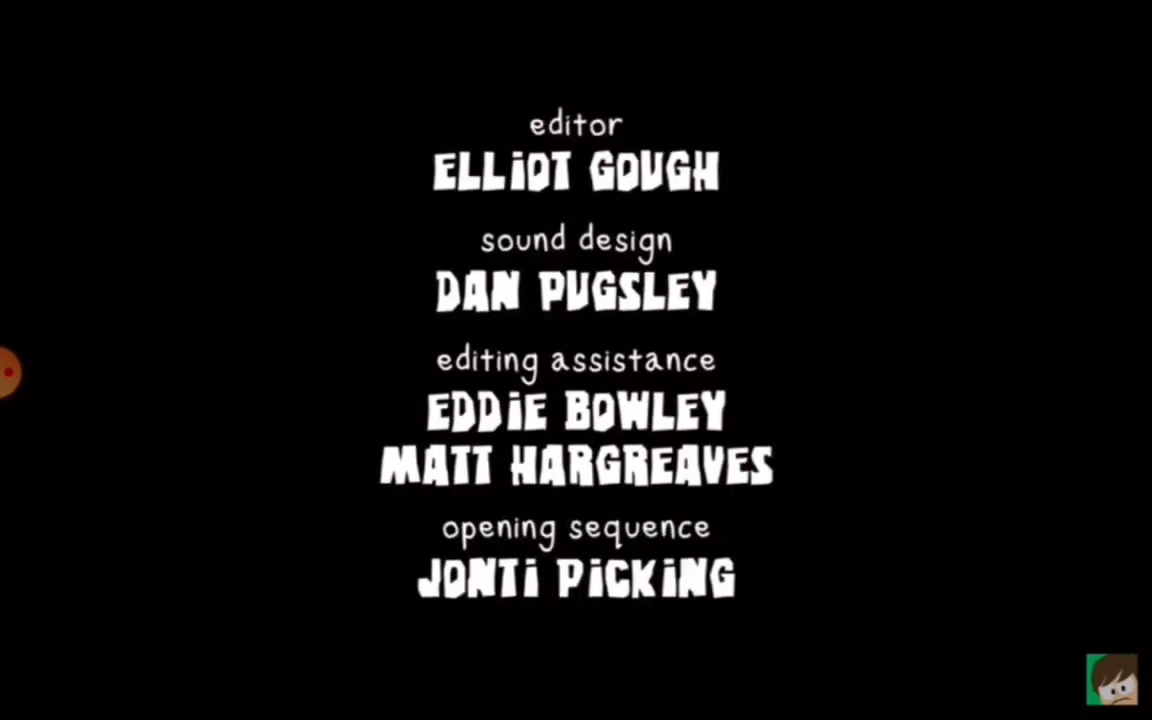 editor
ELLiOT GOUGH
sound design
DAN PUGSLEY
editing assistance
EDDiE BOWLEY
MATT HARGREAVES
opening sequence
JONTi PiCKiNG